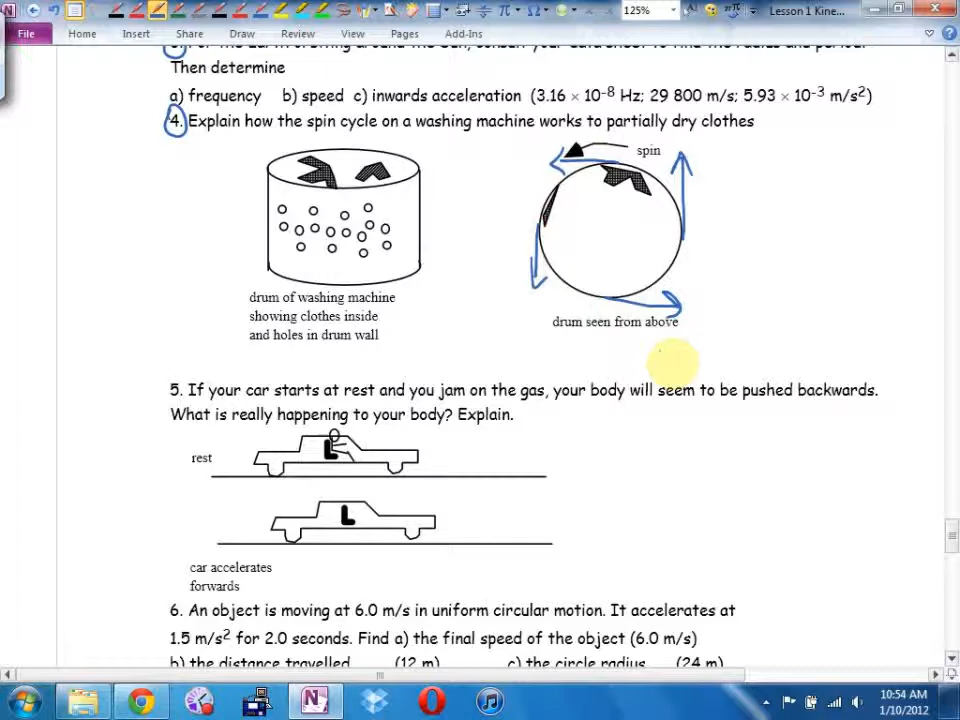 125%
Lesson 1 Kine...
File Home Insert Share Draw Review View Pages Add-Ins
Then determine
a) frequency b) speed c) inwards acceleration (3.16 × 10-8 Hz; 29 800 m/s; 5.93 × 10-3 m/s2)
4. Explain how the spin cycle on a washing machine works to partially dry clothes
spin
drum of washing machine
showing clothes inside
and holes in drum wall
drum seen from above
5. If your car starts at rest and you jam on the gas, your body will seem to be pushed backwards.
What is really happening to your body? Explain.
rest
car accelerates
forwards
6. An object is moving at 6.0 m/s in uniform circular motion. It accelerates at
1.5 m/s2 for 2.0 seconds. Find a) the final speed of the object (6.0 m/s)
b) the distance travelled (12 m) c) the circle radius (24 m)
10:54 AM
1/10/2012